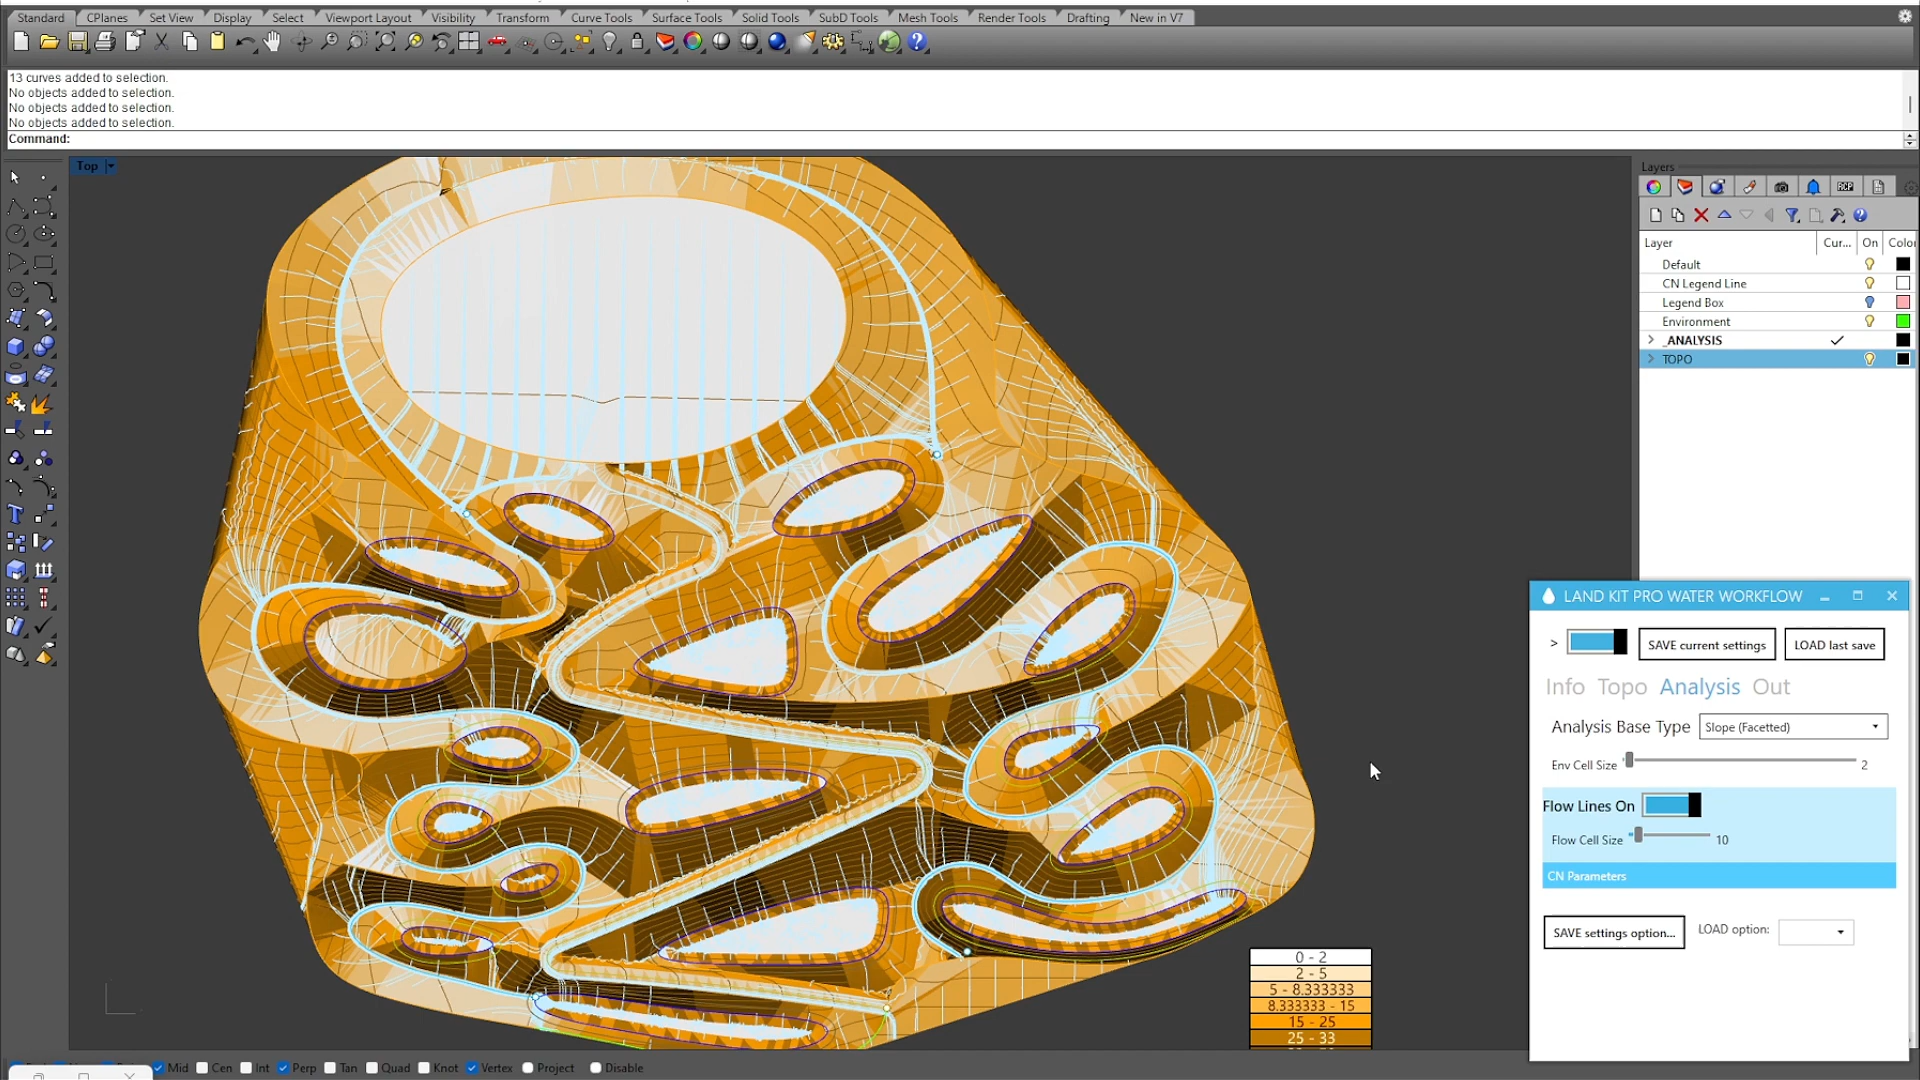 Standard CPlanes Set View Display Select Viewport Layout Visibility Transform Curve Tools Surface Tools Solid Tools SubD Tools Mesh Tools Render Tools Drafting New in V7
13 curves added to selection.
No objects added to selection.
No objects added to selection.
No objects added to selection.
Command:
Top
Layers
RCP
Layer Cur... On Color
Default
CN Legend Line
Legend Box
Environment
_ANALYSIS
TOPO
LAND KIT PRO WATER WORKFLOW
> SAVE current settings LOAD last save
Info Topo Analysis Out
Analysis Base Type Slope (Facetted)
Env Cell Size 2
Flow Lines On
Flow Cell Size 10
CN Parameters
SAVE settings option... LOAD option:
0 - 2
2 - 5
5 - 8.333333
8.333333 - 15
15 - 25
25 - 33
Mid Cen Int Perp Tan Quad Knot Vertex Project Disable